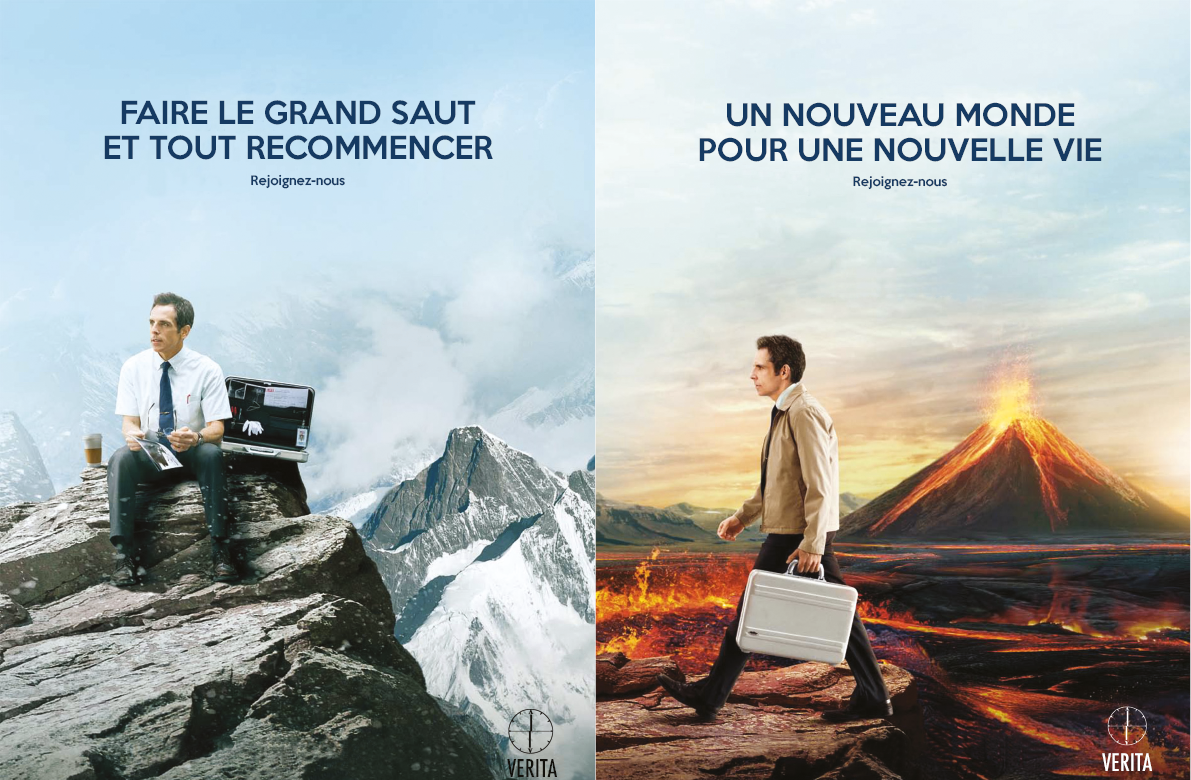 FAIRE LE GRAND SAUT
ET TOUT RECOMMENCER
Rejoignez-nous
VERITA
UN NOUVEAU MONDE
POUR UNE NOUVELLE VIE
Rejoignez-nous
VERITA